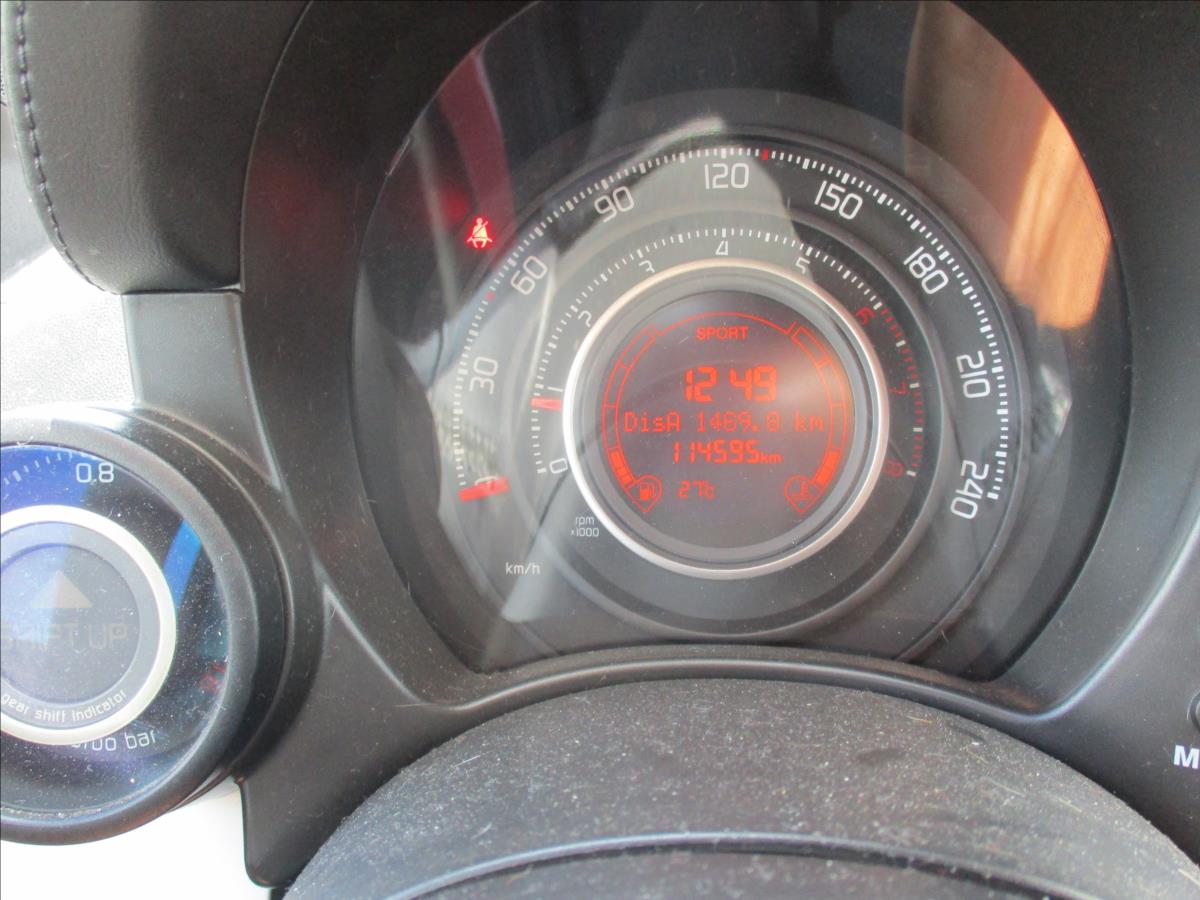 120
90
150
60
180
30
210
240
4
3
5
2
6
1
7
0
8
SPORT
12 49
DisA 1469.8 km
114595km
27c
rpm
x1000
km/h
0.8
SHIFT UP
gear shift indicator
bar
M